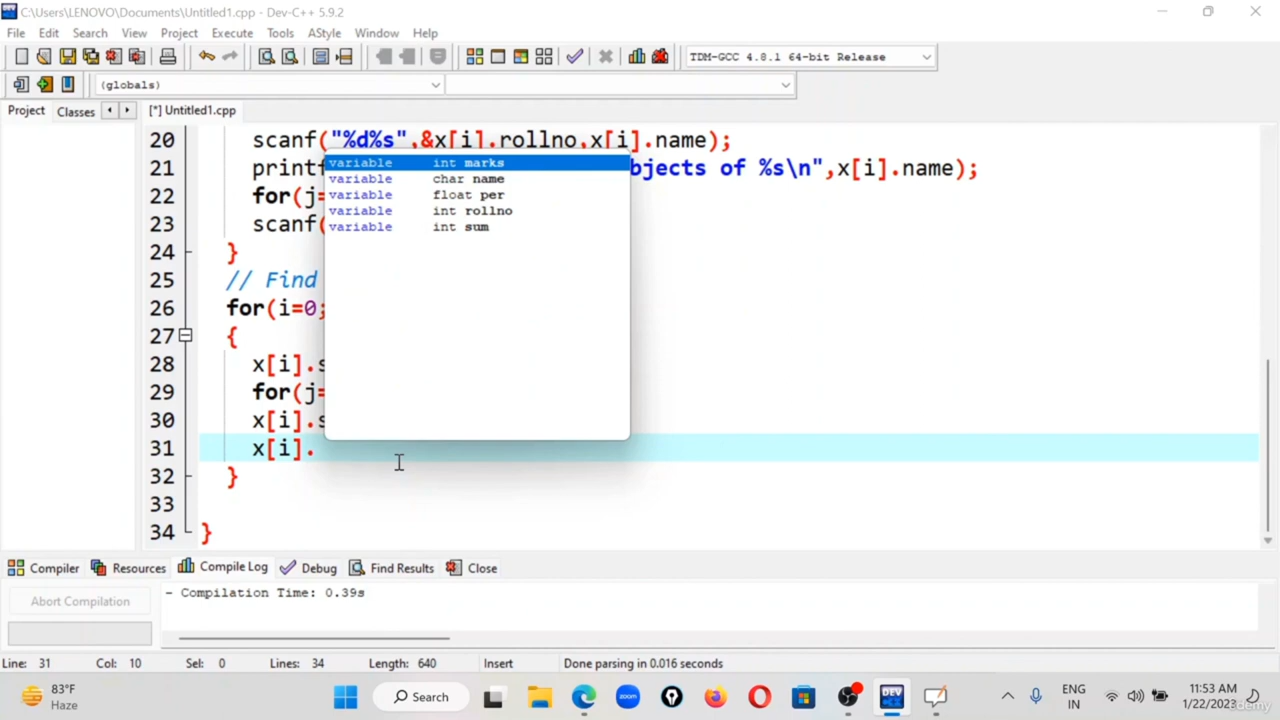 C:\Users\LENOVO\Documents\Untitled1.cpp - Dev-C++ 5.9.2
File Edit Search View Project Execute Tools AStyle Window Help
TDM-GCC 4.8.1 64-bit Release
(globals)
Project Classes [*] Untitled1.cpp
20 scanf("%d%s",&x[i].rollno,x[i].name);
21 printf bjects of %s\n",x[i].name);
22 for(j=
23 scanf(
24 }
25 // Find
26 for(i=0;
27 {
28 x[i].s
29 for(j=
30 x[i].s
31 x[i].
32 }
33
34 }
variable int marks
variable char name
variable float per
variable int rollno
variable int sum
Compiler Resources Compile Log Debug Find Results Close
Abort Compilation
- Compilation Time: 0.39s
Line: 31 Col: 10 Sel: 0 Lines: 34 Length: 640 Insert Done parsing in 0.016 seconds
83°F
Haze
Search
zoom
DEV
ENG
IN
11:53 AM
1/22/2023